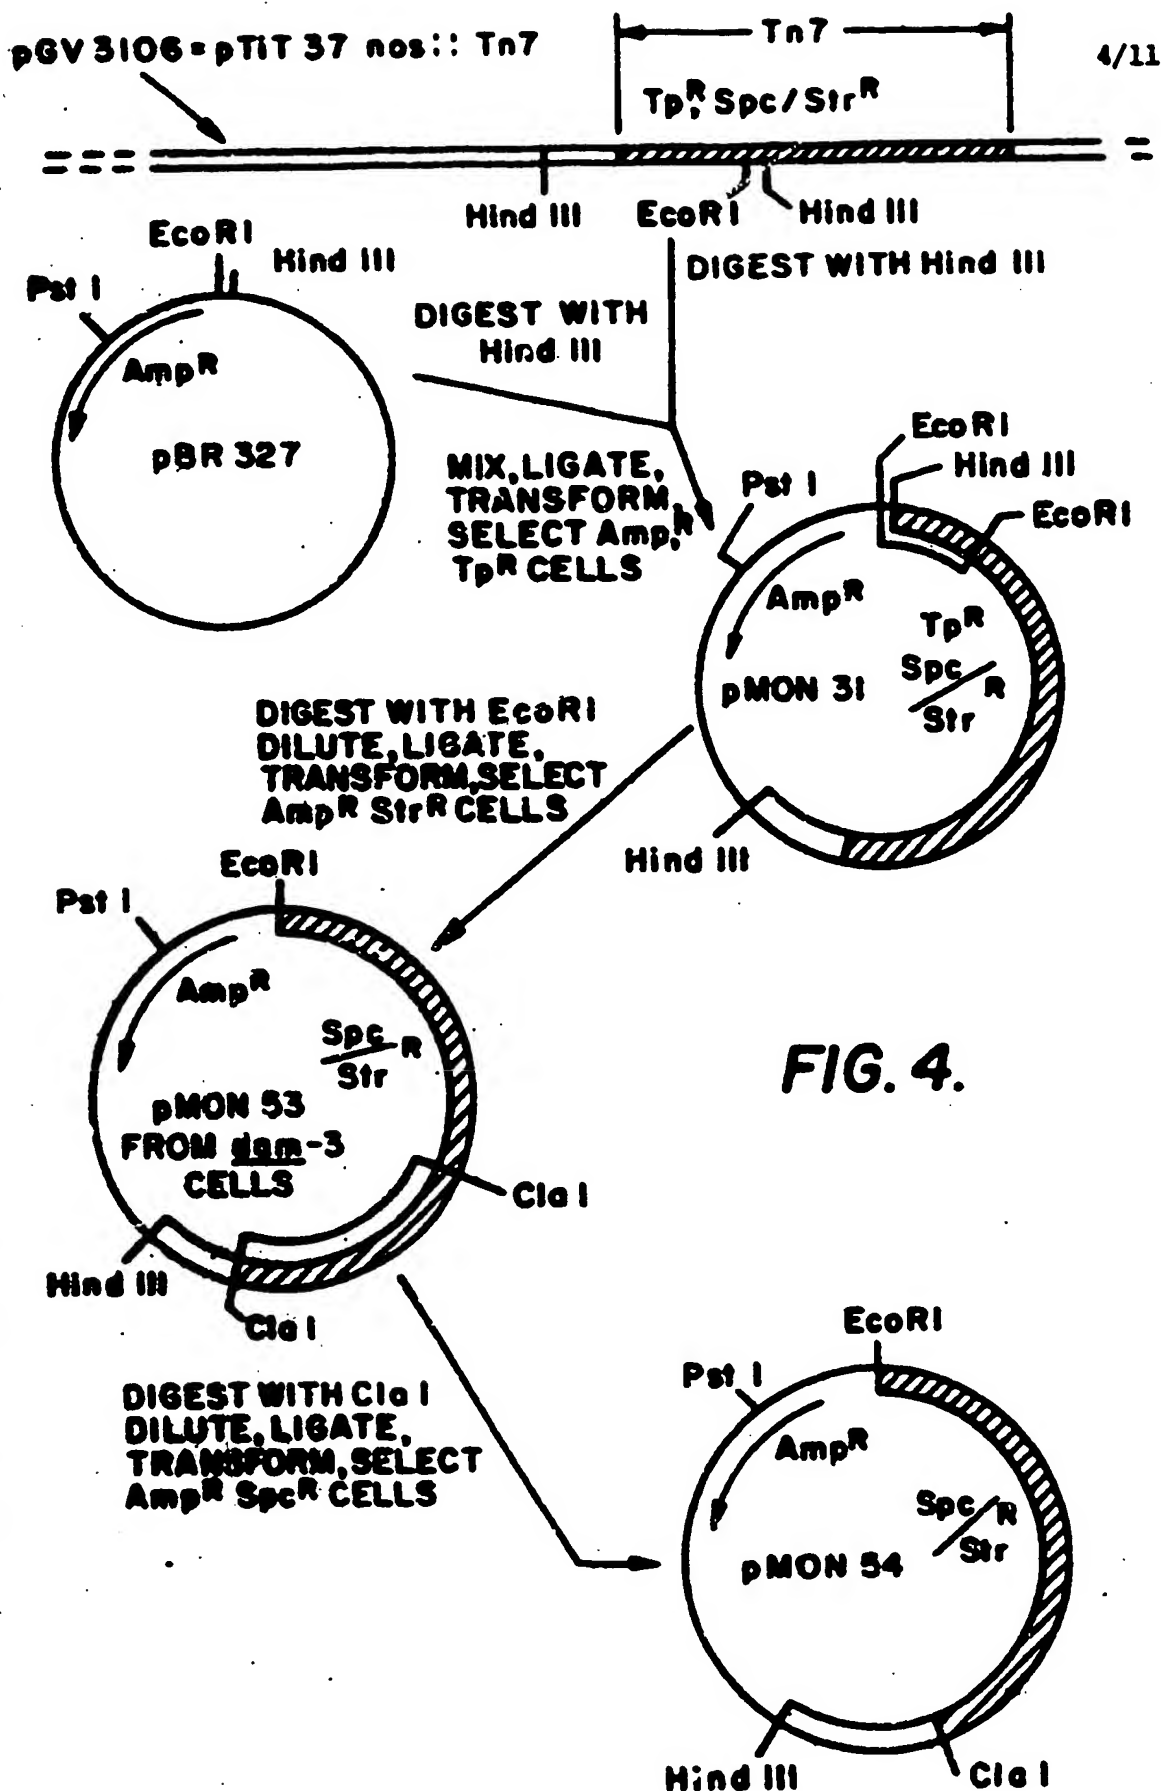 pGV 3106 = pTiT 37 nos:: Tn7
Tn7
4/11
Tp^R, Spc/Str^R
Hind III
EcoRI
Hind III
EcoRI
Hind III
Pst I
Amp^R
pBR 327
DIGEST WITH Hind III
DIGEST WITH
Hind III
MIX, LIGATE,
TRANSFORM,
SELECT Amp^R,
Tp^R CELLS
EcoRI
Hind III
EcoRI
Pst I
Amp^R
Tp^R
Spc/Str R
pMON 31
Hind III
DIGEST WITH EcoRI
DILUTE, LIGATE,
TRANSFORM, SELECT
Amp^R Str^R CELLS
EcoRI
Pst I
Amp^R
Spc/Str R
pMON 53
FROM dam-3
CELLS
Cla I
Hind III
Cla I
FIG. 4.
DIGEST WITH Cla I
DILUTE, LIGATE,
TRANSFORM, SELECT
Amp^R Spc^R CELLS
EcoRI
Pst I
Amp^R
Spc/Str R
pMON 54
Hind III
Cla I